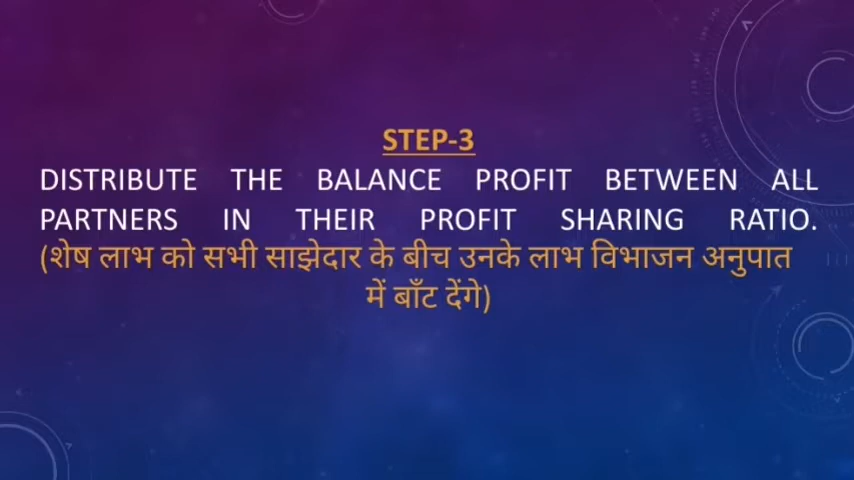 STEP-3
DISTRIBUTE THE BALANCE PROFIT BETWEEN ALL
PARTNERS IN THEIR PROFIT SHARING RATIO.
(शेष लाभ को सभी साझेदार के बीच उनके लाभ विभाजन अनुपात
में बाँट देंगे)